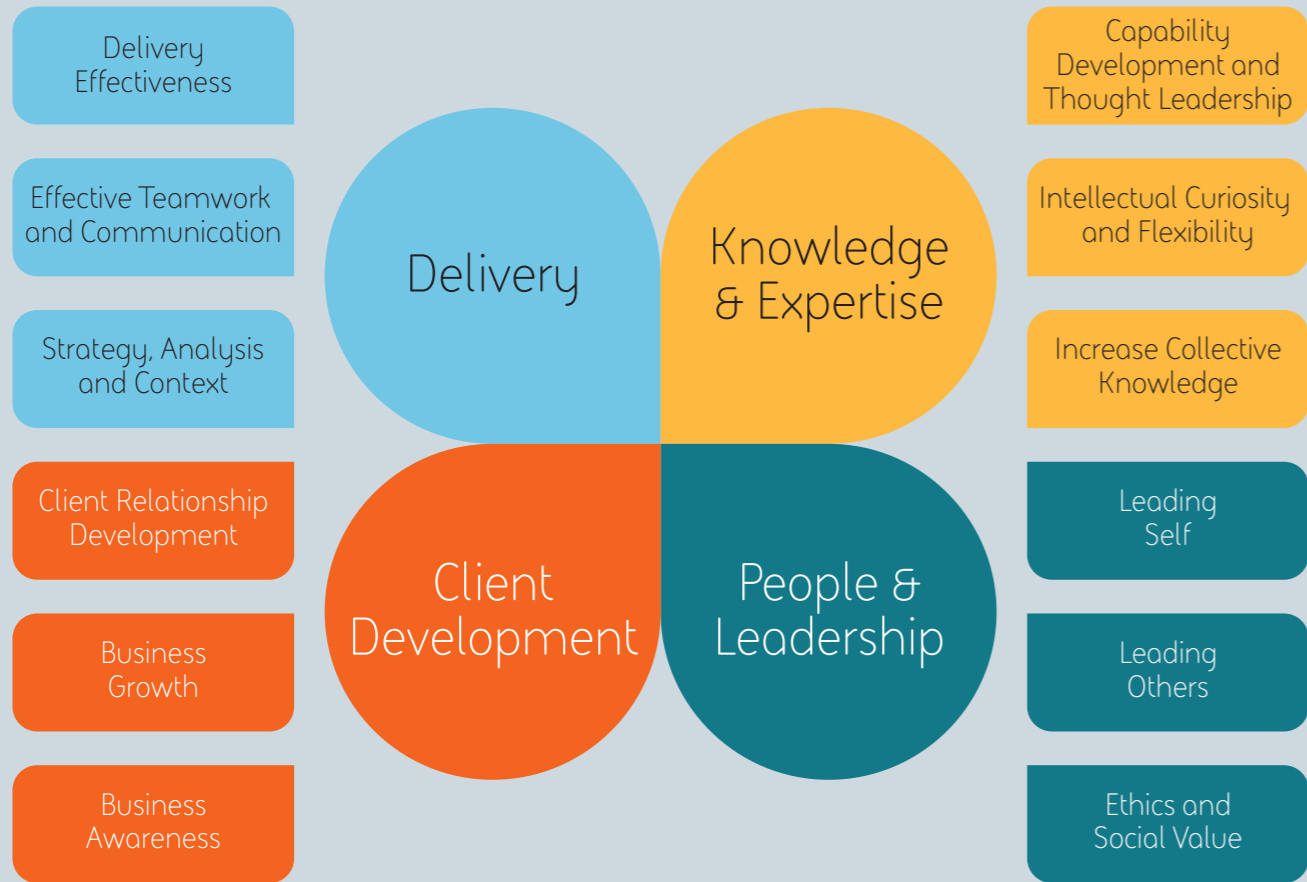 Delivery
Effectiveness
Effective Teamwork
and Communication
Strategy, Analysis
and Context
Client Relationship
Development
Business
Growth
Business
Awareness
Delivery
Knowledge
& Expertise
Client
Development
People &
Leadership
Capability
Development and
Thought Leadership
Intellectual Curiosity
and Flexibility
Increase Collective
Knowledge
Leading
Self
Leading
Others
Ethics and
Social Value